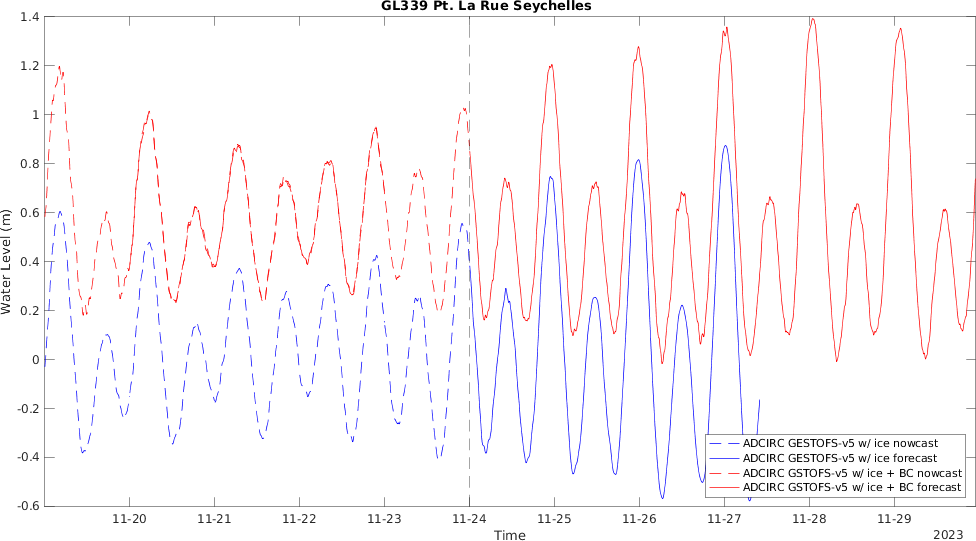 GL339 Pt. La Rue Seychelles
Water Level (m)
1.4
1.2
1
0.8
0.6
0.4
0.2
0
-0.2
-0.4
-0.6
ADCIRC GESTOFS-v5 w/ ice nowcast
ADCIRC GESTOFS-v5 w/ ice forecast
ADCIRC GSTOFS-v5 w/ ice + BC nowcast
ADCIRC GSTOFS-v5 w/ ice + BC forecast
11-20 11-21 11-22 11-23 11-24 11-25 11-26 11-27 11-28 11-29
Time
2023